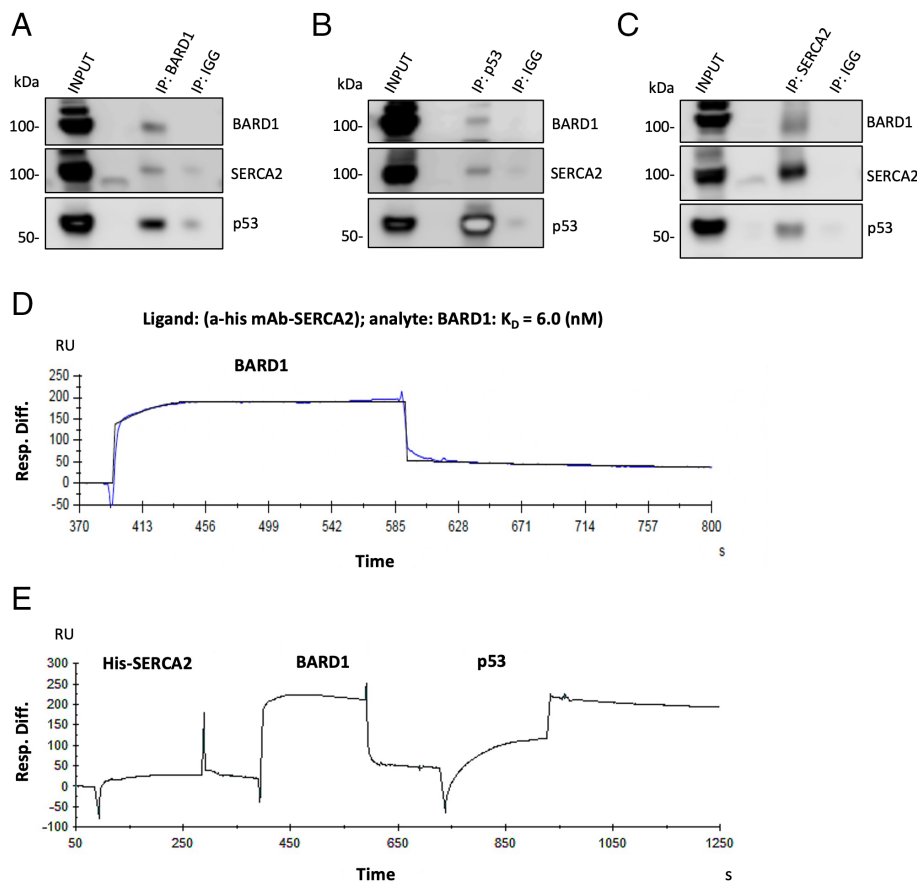 A
kDa
INPUT
IP: BARD1
IP: IGG
100-
BARD1
100-
SERCA2
50-
p53
B
kDa
INPUT
IP: p53
IP: IGG
100-
BARD1
100-
SERCA2
50-
p53
C
kDa
INPUT
IP: SERCA2
IP: IGG
100-
BARD1
100-
SERCA2
50-
p53
D
Ligand: (a-his mAb-SERCA2); analyte: BARD1: KD = 6.0 (nM)
RU
BARD1
Resp. Diff.
250
200
150
100
50
0
-50
370 413 456 499 542 585 628 671 714 757 800
s
Time
E
RU
His-SERCA2 BARD1 p53
Resp. Diff.
300
250
200
150
100
50
0
-50
-100
50 250 450 650 850 1050 1250
Time s